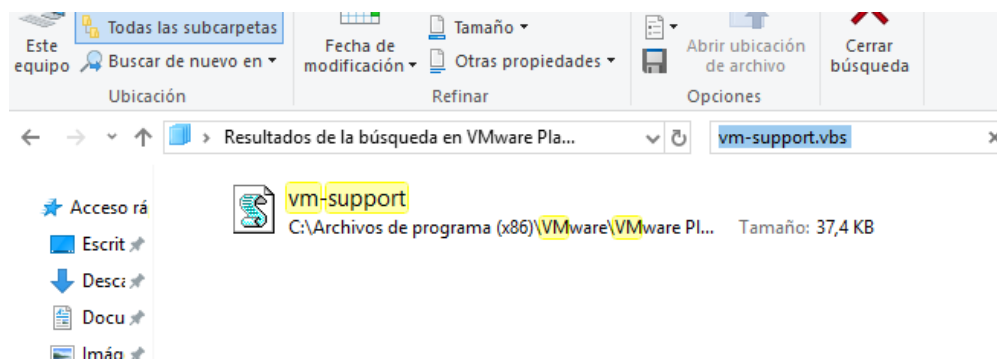 Todas las subcarpetas
Este equipo
Buscar de nuevo en
Ubicación
Fecha de modificación
Tamaño
Otras propiedades
Refinar
Abrir ubicación de archivo
Cerrar búsqueda
Opciones
Resultados de la búsqueda en VMware Pla...
vm-support.vbs
Acceso rá
Escrit
Desca
Docu
Imág
vm-support
C:\Archivos de programa (x86)\VMware\VMware Pl...
Tamaño: 37,4 KB